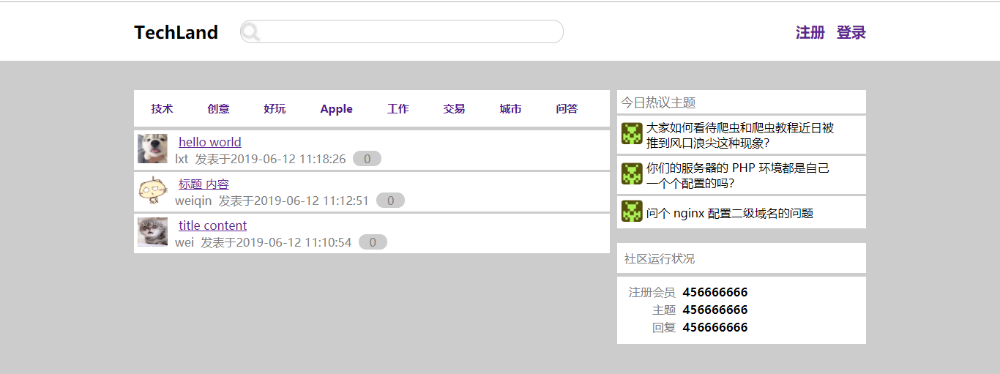 TechLand
注册 登录
技术 创意 好玩 Apple 工作 交易 城市 问答
hello world
lxt 发表于2019-06-12 11:18:26 0
标题 内容
weiqin 发表于2019-06-12 11:12:51 0
title content
wei 发表于2019-06-12 11:10:54 0
今日热议主题
大家如何看待爬虫和爬虫教程近日被
推到风口浪尖这种现象?
你们的服务器的 PHP 环境都是自己
一个个配置的吗?
问个 nginx 配置二级域名的问题
社区运行状况
注册会员 456666666
主题 456666666
回复 456666666